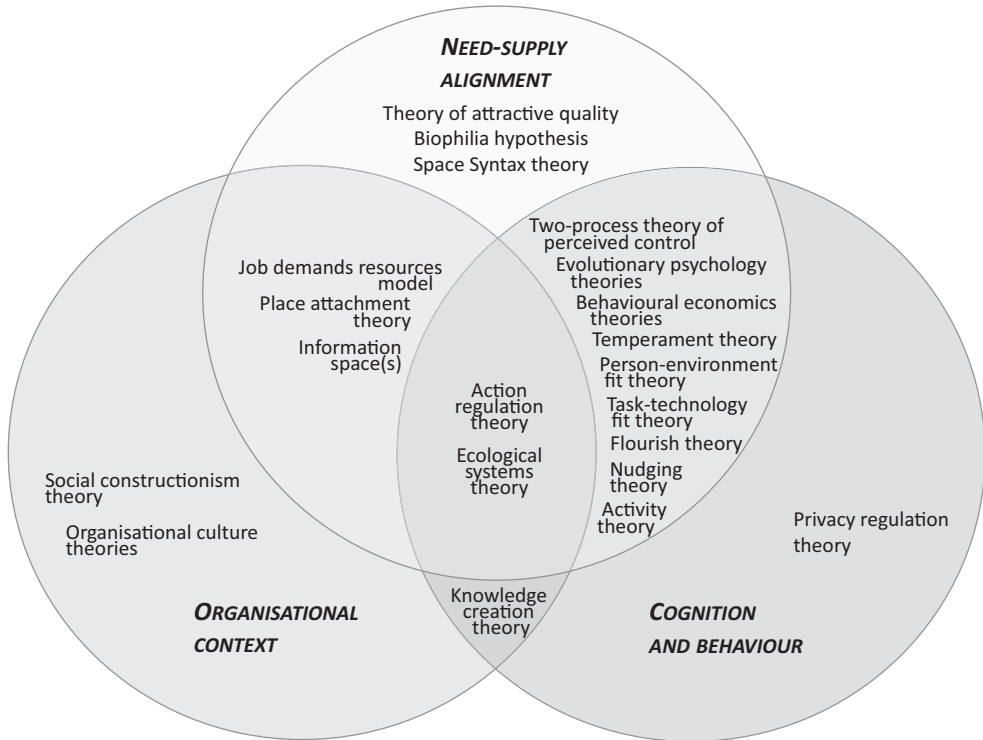 NEED-SUPPLY
ALIGNMENT
Theory of attractive quality
Biophilia hypothesis
Space Syntax theory
Two-process theory of
perceived control
Evolutionary psychology
theories
Behavioural economics
theories
Temperament theory
Person-environment
fit theory
Task-technology
fit theory
Flourish theory
Nudging
theory
Activity
theory
Job demands resources
model
Place attachment
theory
Information
space(s)
Action
regulation
theory
Ecological
systems
theory
Social constructionism
theory
Organisational culture
theories
Privacy regulation
theory
Knowledge
creation
theory
ORGANISATIONAL
CONTEXT
COGNITION
AND BEHAVIOUR